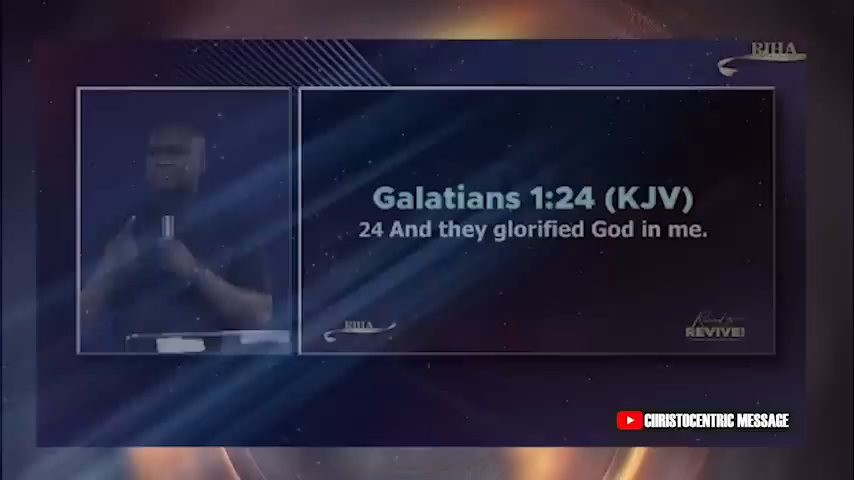 RIHA
Galatians 1:24 (KJV)
24 And they glorified God in me.
RIHA
REVIVE!
CHRISTOCENTRIC MESSAGE